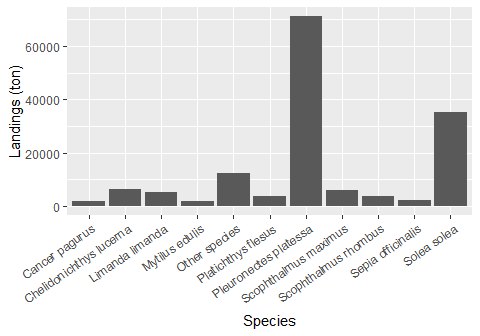 Landings (ton)
60000
40000
20000
0
Cancer pagurus
Chelidonichthys lucerna
Limanda limanda
Mytilus edulis
Other species
Platichthys flesus
Pleuronectes platessa
Scophthalmus maximus
Scophthalmus rhombus
Sepia officinalis
Solea solea
Species